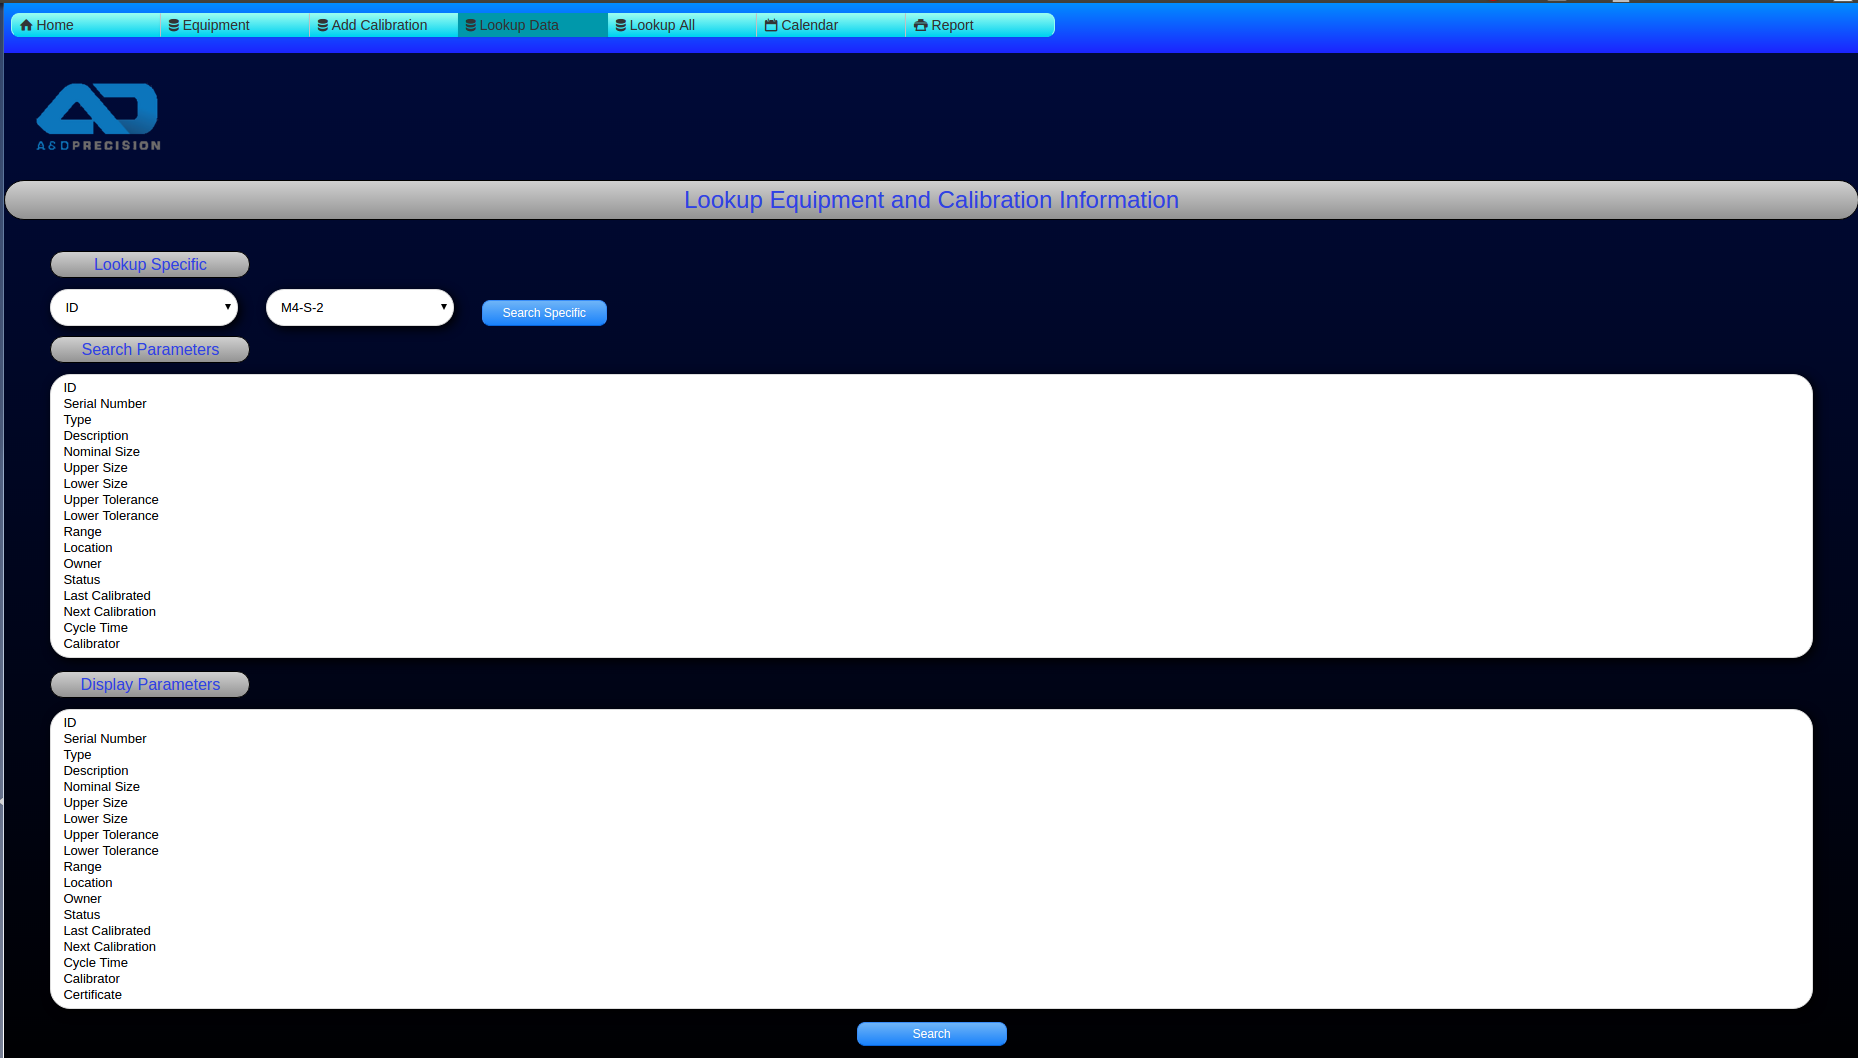 Home Equipment Add Calibration Lookup Data Lookup All Calendar Report
A&DPRECISION
Lookup Equipment and Calibration Information
Lookup Specific
ID M4-S-2 Search Specific
Search Parameters
ID
Serial Number
Type
Description
Nominal Size
Upper Size
Lower Size
Upper Tolerance
Lower Tolerance
Range
Location
Owner
Status
Last Calibrated
Next Calibration
Cycle Time
Calibrator
Display Parameters
ID
Serial Number
Type
Description
Nominal Size
Upper Size
Lower Size
Upper Tolerance
Lower Tolerance
Range
Location
Owner
Status
Last Calibrated
Next Calibration
Cycle Time
Calibrator
Certificate
Search